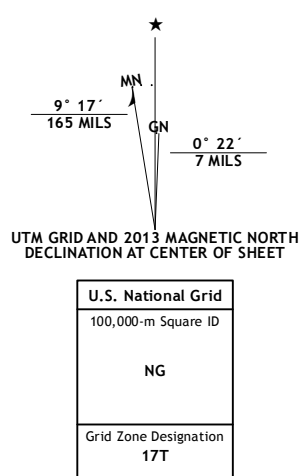 ★
MN
9° 17´
165 MILS
GN
0° 22´
7 MILS
UTM GRID AND 2013 MAGNETIC NORTH
DECLINATION AT CENTER OF SHEET
U.S. National Grid
100,000-m Square ID
NG
Grid Zone Designation
17T